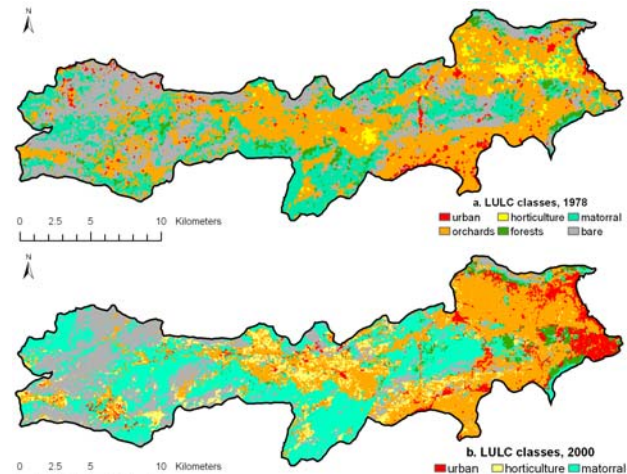 N
a. LULC classes, 1978
urban horticulture matorral
orchards forests bare
0 2.5 5 10 Kilometers
N
0 2.5 5 10 Kilometers
b. LULC classes, 2000
urban horticulture matorral